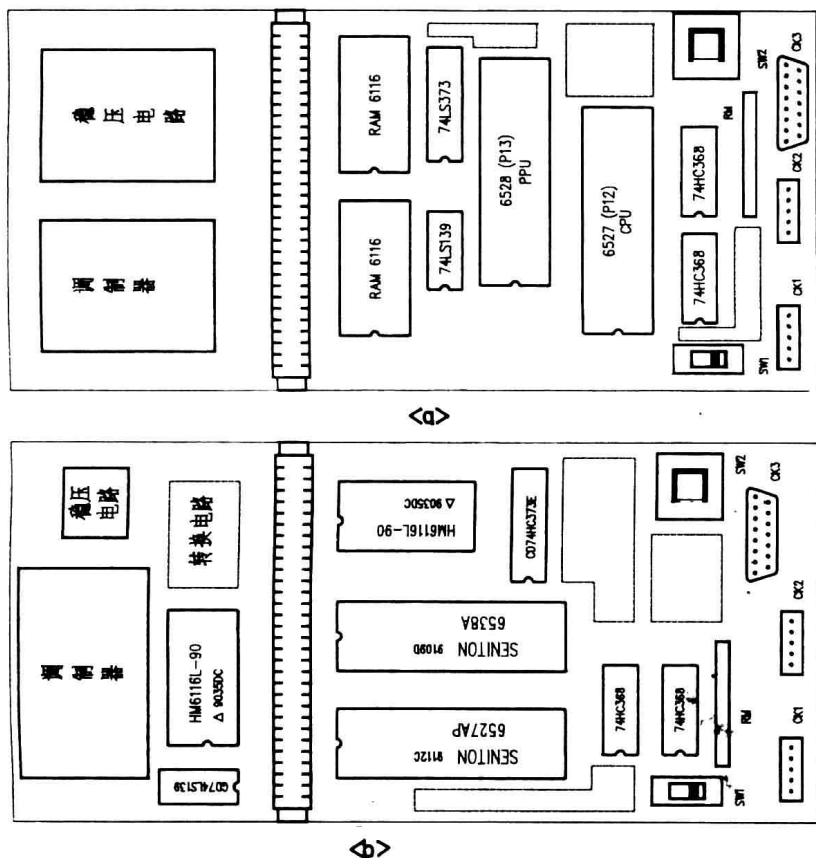 稳压电路
调制器
RAM 6116
RAM 6116
74LS373
74LS139
6528 (P13)
PPU
6527 (P12)
CPU
74HC368
74HC368
RM
SW2
SW1
CK3
CK2
CK1
<a>
稳压
电路
转换电路
调制器
HM6116L-90
△ 9035DC
CD74LS139
HM6116L-90
△ 9035DC
CD74HC373E
SENITON 6538A
9109D
SENITON 6527AP
9112C
74HC368
74HC368
RM
SW2
SW1
CK3
CK2
CK1
<b>